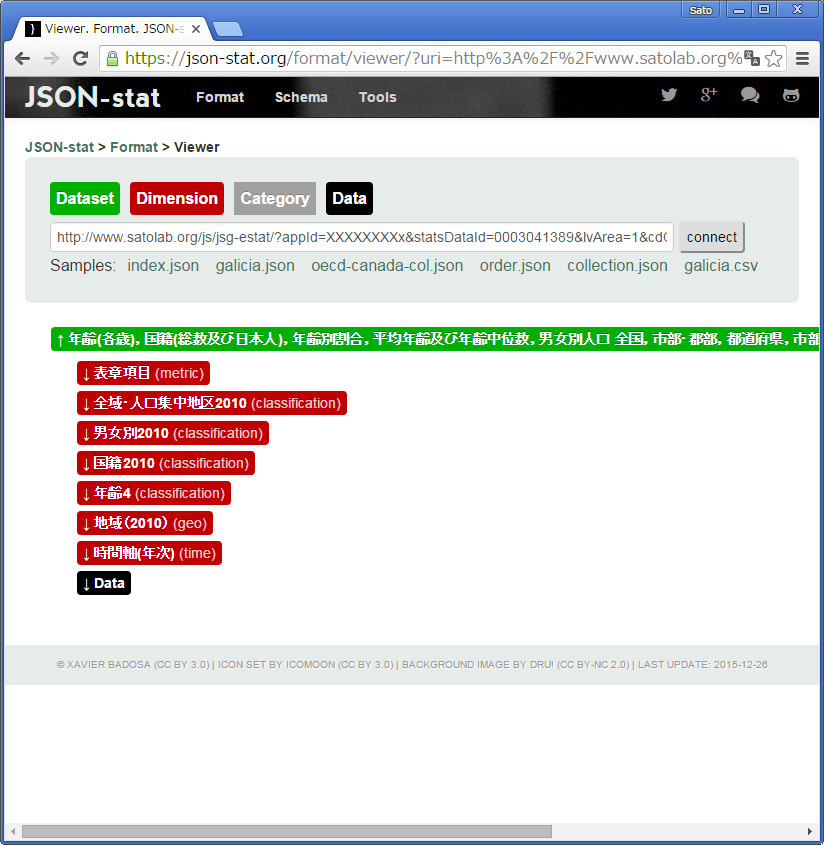 Sato
} Viewer. Format. JSON-s
https://json-stat.org/format/viewer/?uri=http%3A%2F%2Fwww.satolab.org%
JSON-stat Format Schema Tools
JSON-stat > Format > Viewer
Dataset Dimension Category Data
http://www.satolab.org/js/jsg-estat/?appId=XXXXXXXXx&statsDataId=0003041389&lvArea=1&cd connect
Samples: index.json galicia.json oecd-canada-col.json order.json collection.json galicia.csv
↑ 年齢(各歳), 国籍(総数及び日本人), 年齢別割合, 平均年齢及び年齢中位数, 男女別人口 全国, 市部・郡部, 都道府県, 市部
↓ 表章項目 (metric)
↓ 全域・人口集中地区2010 (classification)
↓ 男女別2010 (classification)
↓ 国籍2010 (classification)
↓ 年齢4 (classification)
↓ 地域(2010) (geo)
↓ 時間軸(年次) (time)
↓ Data
© XAVIER BADOSA (CC BY 3.0) | ICON SET BY ICOMOON (CC BY 3.0) | BACKGROUND IMAGE BY DRU! (CC BY-NC 2.0) | LAST UPDATE: 2015-12-26